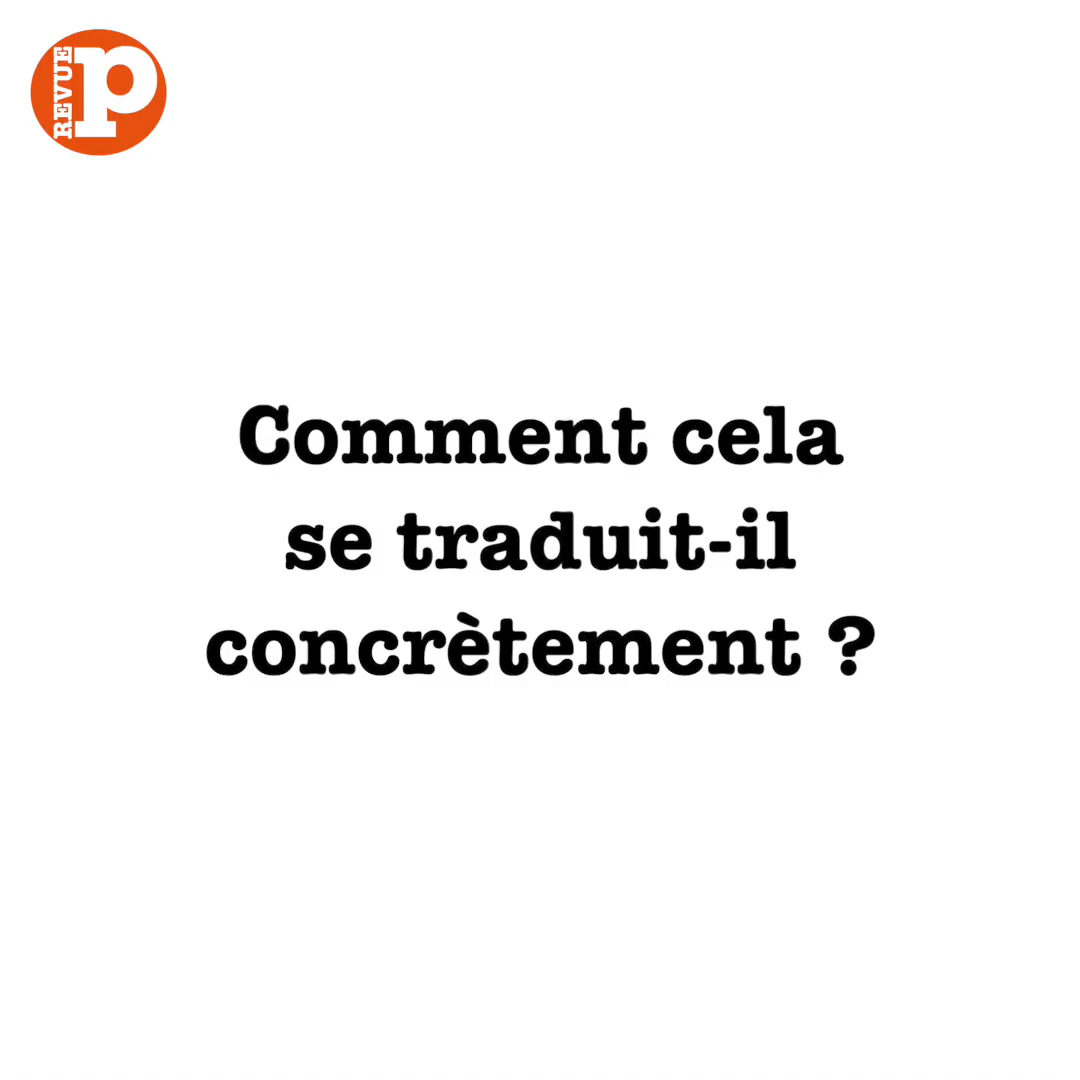 REVUE
p
Comment cela
se traduit-il
concrètement ?